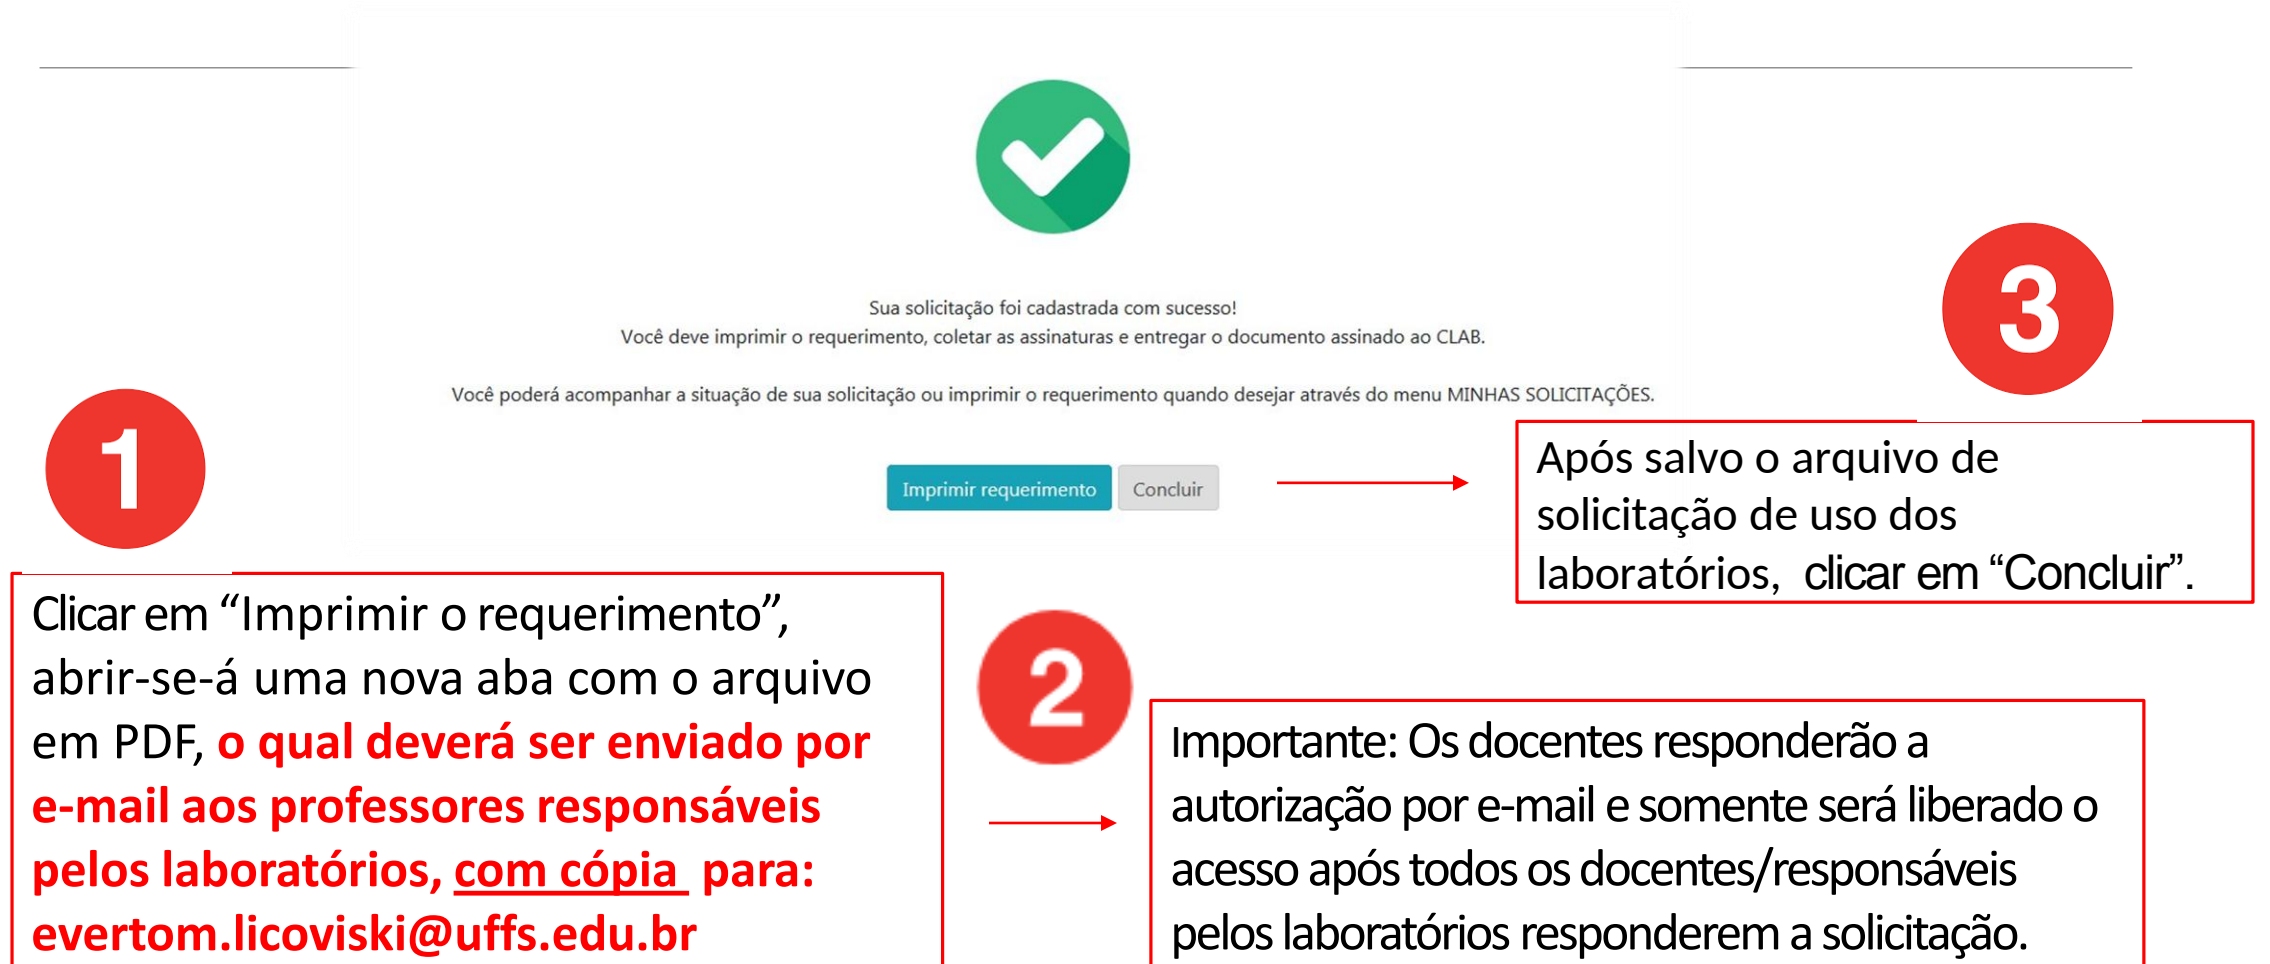 Sua solicitação foi cadastrada com sucesso!
Você deve imprimir o requerimento, coletar as assinaturas e entregar o documento assinado ao CLAB.
Você poderá acompanhar a situação de sua solicitação ou imprimir o requerimento quando desejar através do menu MINHAS SOLICITAÇÕES.
Imprimir requerimento Concluir
1
Clicar em “Imprimir o requerimento”,
abrir-se-á uma nova aba com o arquivo
em PDF, o qual deverá ser enviado por
e-mail aos professores responsáveis
pelos laboratórios, com cópia para:
evertom.licoviski@uffs.edu.br
2
Importante: Os docentes responderão a
autorização por e-mail e somente será liberado o
acesso após todos os docentes/responsáveis
pelos laboratórios responderem a solicitação.
3
Após salvo o arquivo de
solicitação de uso dos
laboratórios, clicar em “Concluir”.